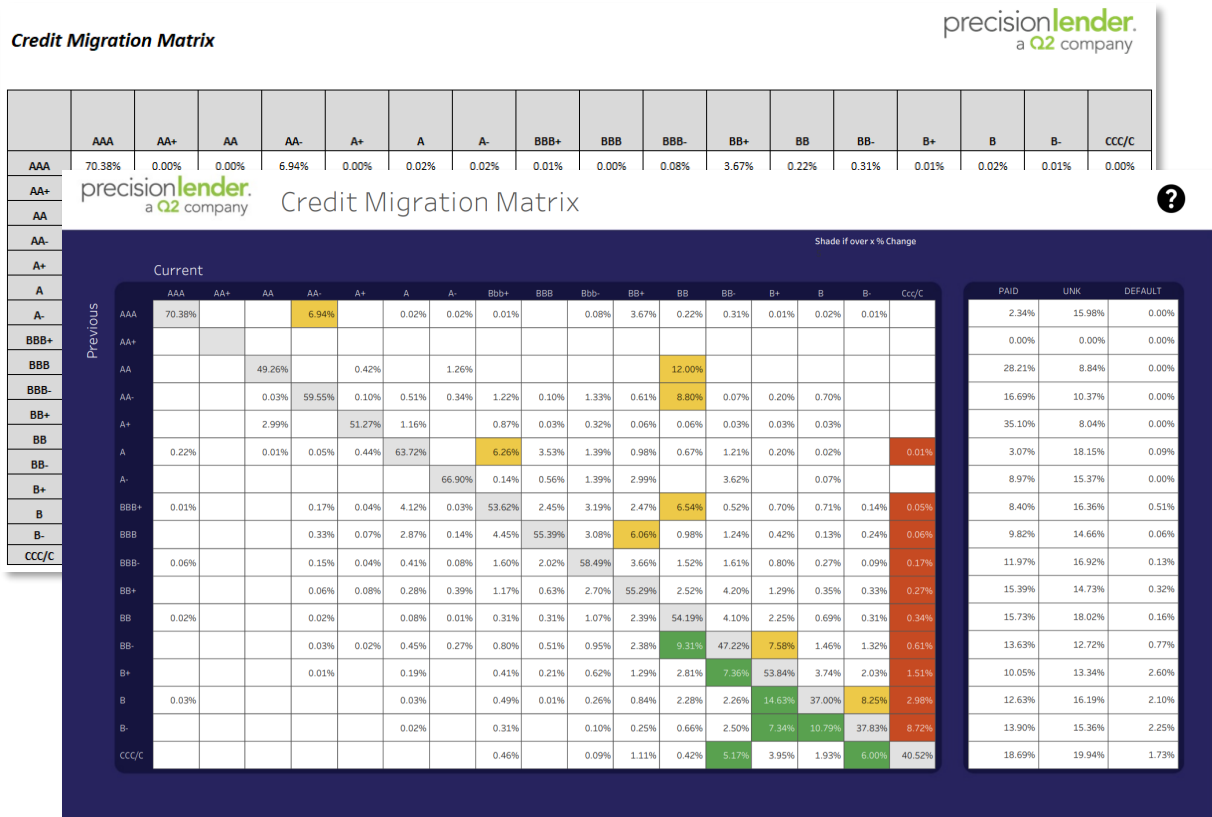 Credit Migration Matrix
precisionlender.
a Q2 company
AAA AA+ AA AA- A+ A A- BBB+ BBB BBB- BB+ BB BB- B+ B B- CCC/C
AAA 70.38% 0.00% 0.00% 6.94% 0.00% 0.02% 0.02% 0.01% 0.00% 0.08% 3.67% 0.22% 0.31% 0.01% 0.02% 0.01% 0.00%
AA+
AA
AA-
A+
A
A-
BBB+
BBB
BBB-
BB+
BB
BB-
B+
B
B-
CCC/C
precisionlender.
a Q2 company
Credit Migration Matrix
?
Shade if over x % Change
Current
Previous
AAA AA+ AA AA- A+ A A- Bbb+ BBB Bbb- BB+ BB BB- B+ B B- Ccc/C PAID UNK DEFAULT
AAA 70.38% 6.94% 0.02% 0.02% 0.01% 0.08% 3.67% 0.22% 0.31% 0.01% 0.02% 0.01% 2.34% 15.98% 0.00%
AA+ 0.00% 0.00% 0.00%
AA 49.26% 0.42% 1.26% 12.00% 28.21% 8.84% 0.00%
AA- 0.03% 59.55% 0.10% 0.51% 0.34% 1.22% 0.10% 1.33% 0.61% 8.80% 0.07% 0.20% 0.70% 16.69% 10.37% 0.00%
A+ 2.99% 51.27% 1.16% 0.87% 0.03% 0.32% 0.06% 0.06% 0.03% 0.03% 0.03% 35.10% 8.04% 0.00%
A 0.22% 0.01% 0.05% 0.44% 63.72% 6.26% 3.53% 1.39% 0.98% 0.67% 1.21% 0.20% 0.02% 0.01% 3.07% 18.15% 0.09%
A- 66.90% 0.14% 0.56% 1.39% 2.99% 3.62% 0.07% 8.97% 15.37% 0.00%
BBB+ 0.01% 0.17% 0.04% 4.12% 0.03% 53.62% 2.45% 3.19% 2.47% 6.54% 0.52% 0.70% 0.71% 0.14% 0.05% 8.40% 16.36% 0.51%
BBB 0.33% 0.07% 2.87% 0.14% 4.45% 55.39% 3.08% 6.06% 0.98% 1.24% 0.42% 0.13% 0.24% 0.06% 9.82% 14.66% 0.06%
BBB- 0.06% 0.15% 0.04% 0.41% 0.08% 1.60% 2.02% 58.49% 3.66% 1.52% 1.61% 0.80% 0.27% 0.09% 0.17% 11.97% 16.92% 0.13%
BB+ 0.06% 0.08% 0.28% 0.39% 1.17% 0.63% 2.70% 55.29% 2.52% 4.20% 1.29% 0.35% 0.33% 0.27% 15.39% 14.73% 0.32%
BB 0.02% 0.02% 0.08% 0.01% 0.31% 0.31% 1.07% 2.39% 54.19% 4.10% 2.25% 0.69% 0.31% 0.34% 15.73% 18.02% 0.16%
BB- 0.03% 0.02% 0.45% 0.27% 0.80% 0.51% 0.95% 2.38% 9.31% 47.22% 7.58% 1.46% 1.32% 0.61% 13.63% 12.72% 0.77%
B+ 0.01% 0.19% 0.41% 0.21% 0.62% 1.29% 2.81% 7.36% 53.84% 3.74% 2.03% 1.51% 10.05% 13.34% 2.60%
B 0.03% 0.03% 0.49% 0.01% 0.26% 0.84% 2.28% 2.26% 14.63% 37.00% 8.25% 2.98% 12.63% 16.19% 2.10%
B- 0.02% 0.31% 0.10% 0.25% 0.66% 2.50% 7.34% 10.79% 37.83% 8.72% 13.90% 15.36% 2.25%
CCC/C 0.46% 0.09% 1.11% 0.42% 5.17% 3.95% 1.93% 6.00% 40.52% 18.69% 19.94% 1.73%